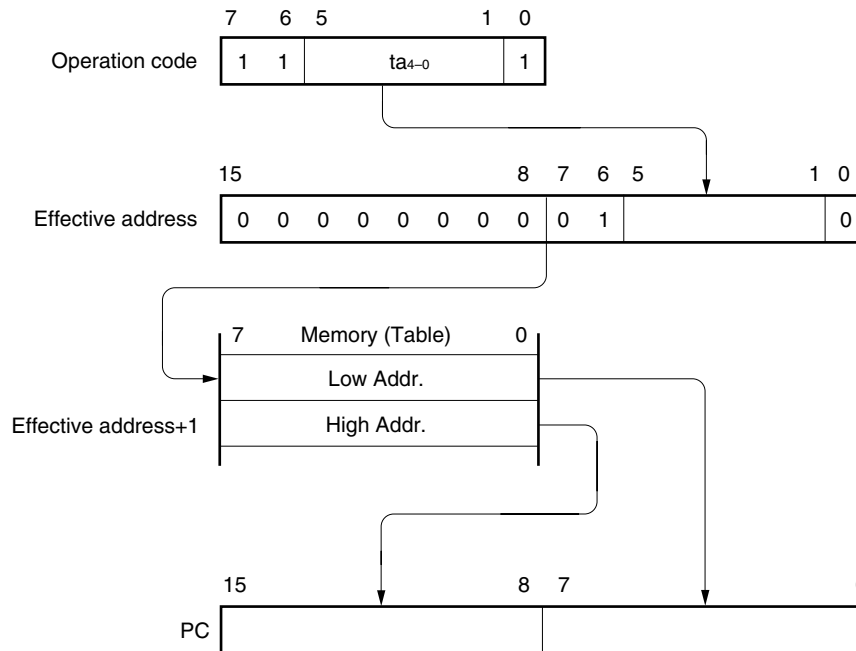 7 6 5 1 0
Operation code 1 1 ta4–0 1
15 8 7 6 5 1 0
Effective address 0 0 0 0 0 0 0 0 0 1 0
7 Memory (Table) 0
Low Addr.
Effective address+1 High Addr.
15 8 7
PC